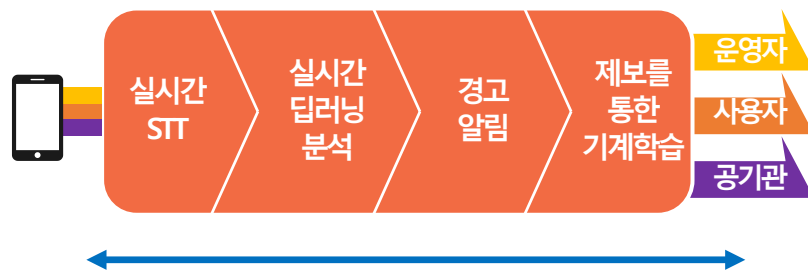 실시간
STT
실시간
딥러닝
분석
경고
알림
제보를
통한
기계학습
운영자
사용자
공기관